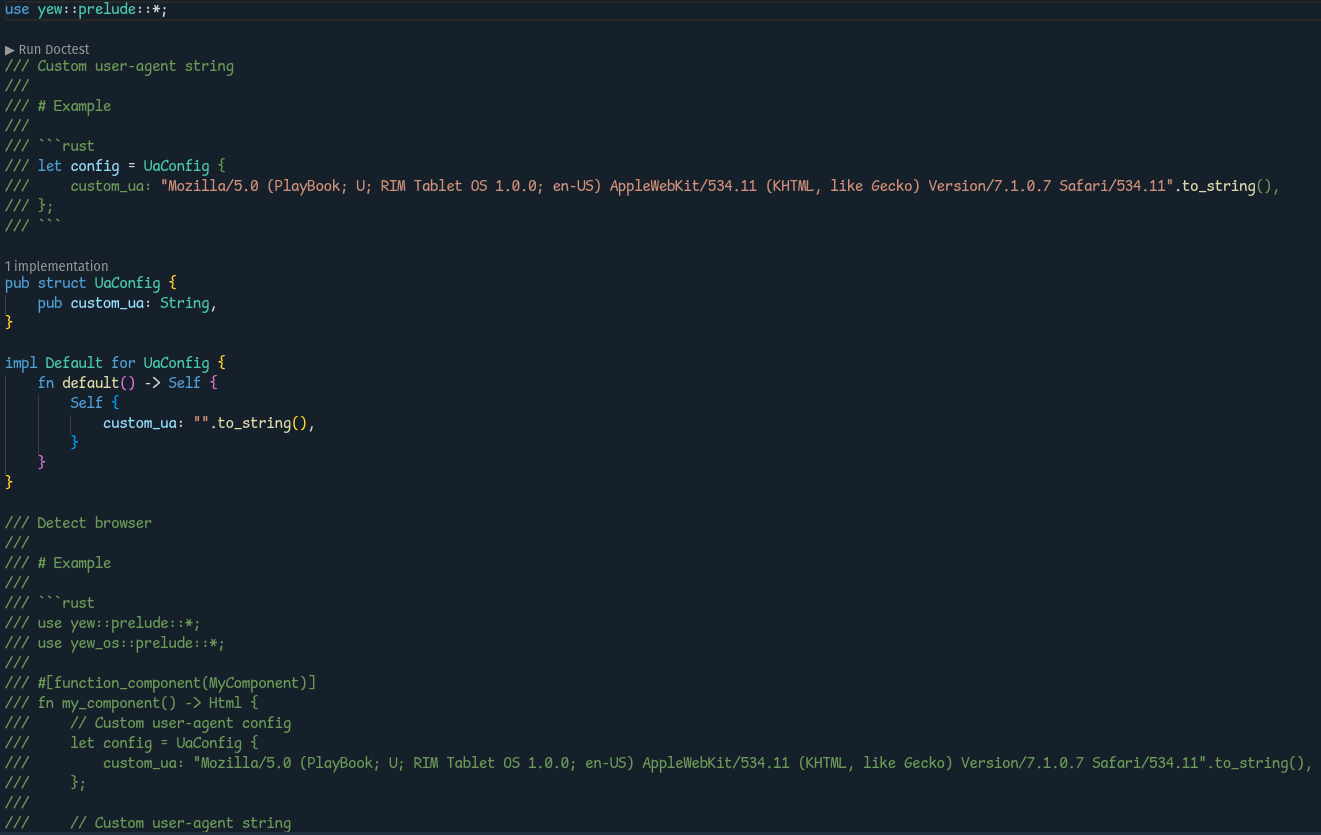 use yew::prelude::*;
▶ Run Doctest
/// Custom user-agent string
///
/// # Example
///
/// ```rust
/// let config = UaConfig {
///     custom_ua: "Mozilla/5.0 (PlayBook; U; RIM Tablet OS 1.0.0; en-US) AppleWebKit/534.11 (KHTML, like Gecko) Version/7.1.0.7 Safari/534.11".to_string(),
/// };
/// ```
1 implementation
pub struct UaConfig {
    pub custom_ua: String,
}
impl Default for UaConfig {
    fn default() -> Self {
        Self {
            custom_ua: "".to_string(),
        }
    }
}
/// Detect browser
///
/// # Example
///
/// ```rust
/// use yew::prelude::*;
/// use yew_os::prelude::*;
///
/// #[function_component(MyComponent)]
/// fn my_component() -> Html {
///     // Custom user-agent config
///     let config = UaConfig {
///         custom_ua: "Mozilla/5.0 (PlayBook; U; RIM Tablet OS 1.0.0; en-US) AppleWebKit/534.11 (KHTML, like Gecko) Version/7.1.0.7 Safari/534.11".to_string(),
///     };
///
///     // Custom user-agent string